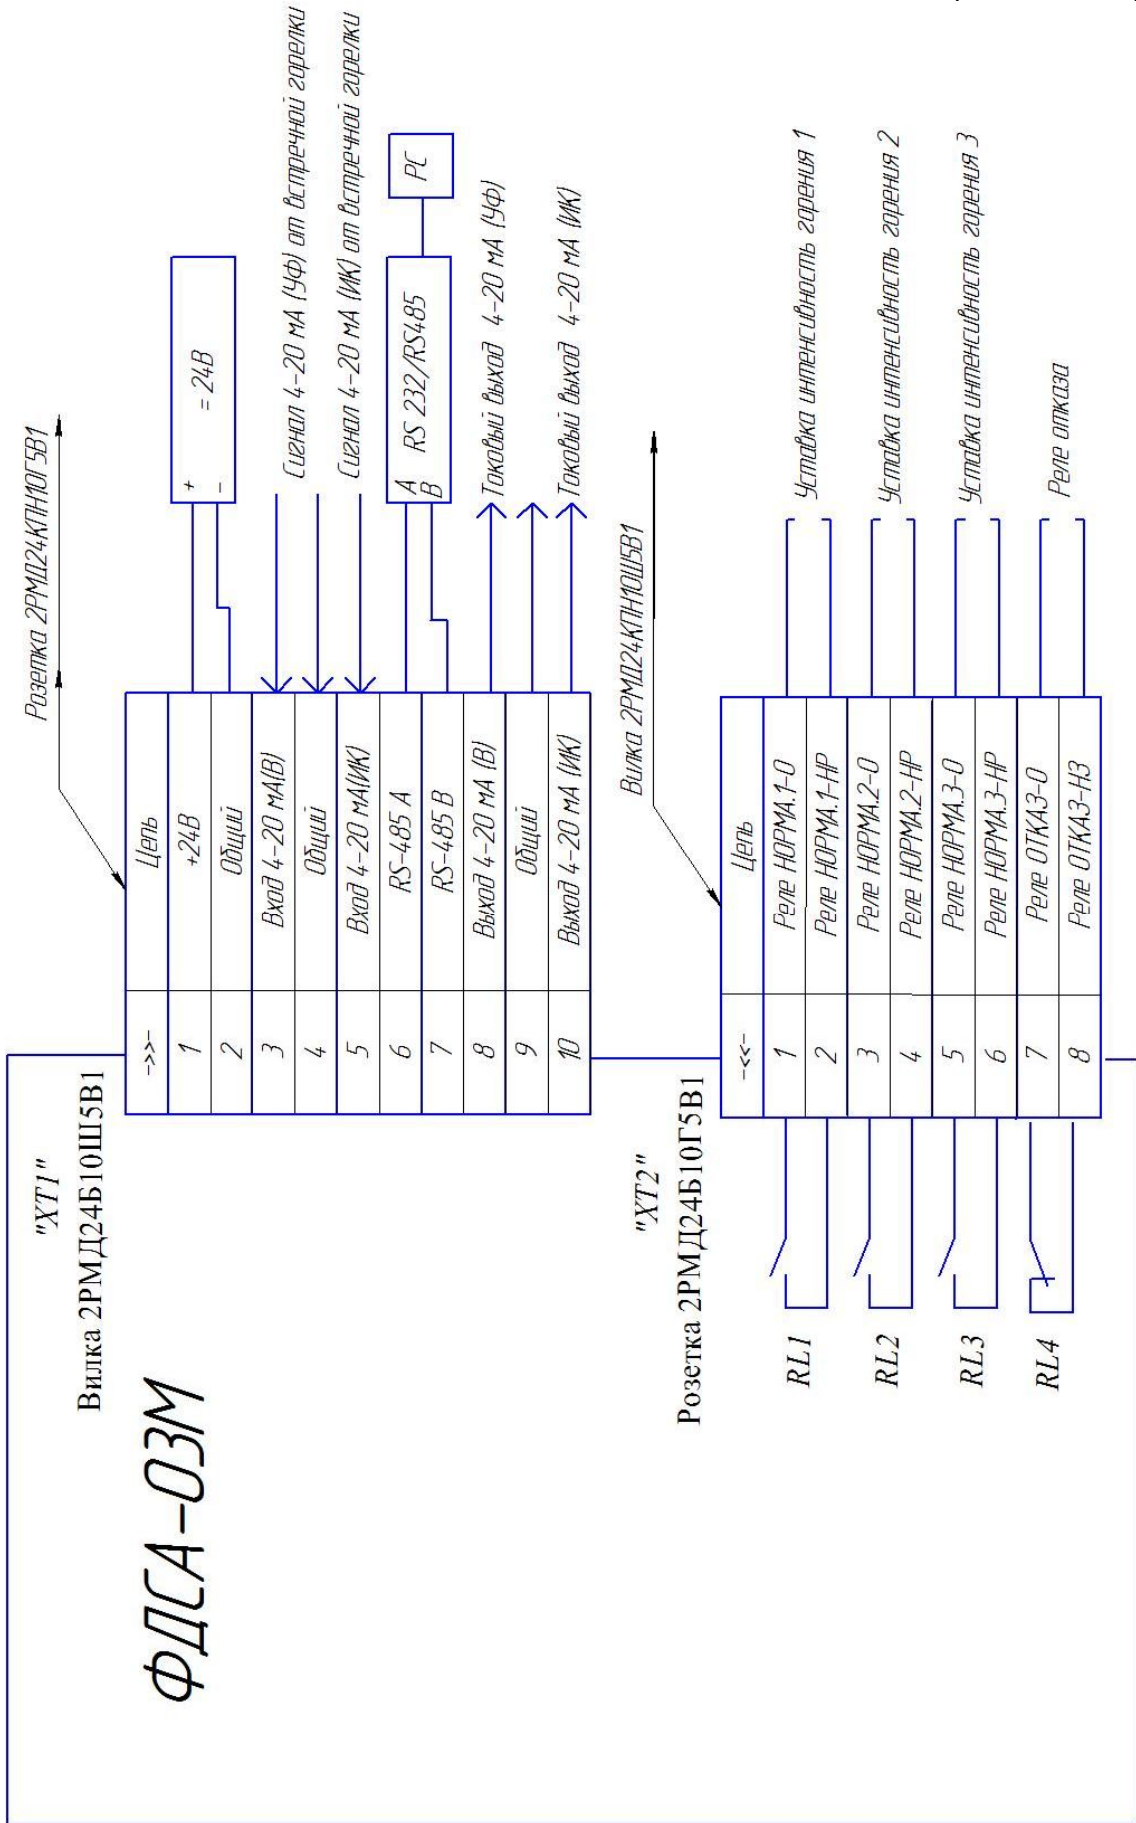 ФДСА-03М
"XT1"
Вилка 2РМД24Б10Ш5В1
Розетка 2РМД24КПН10Г5В1
->>- Цепь
1 +24В
2 Общий
3 Вход 4-20 мА(В)
4 Общий
5 Вход 4-20 мА(ИК)
6 RS-485 А
7 RS-485 В
8 Выход 4-20 мА (В)
9 Общий
10 Выход 4-20 мА (ИК)
+
-
= 24В
Сигнал 4-20 мА (УФ) от встречной горелки
Сигнал 4-20 мА (ИК) от встречной горелки
A
B
RS 232/RS485
PC
Токовый выход 4-20 мА (УФ)
Токовый выход 4-20 мА (ИК)
"XT2"
Розетка 2РМД24Б10Г5В1
Вилка 2РМД24КПН10Ш5В1
-<<- Цепь
1 Реле НОРМА.1-0
2 Реле НОРМА.1-НР
3 Реле НОРМА.2-0
4 Реле НОРМА.2-НР
5 Реле НОРМА.3-0
6 Реле НОРМА.3-НР
7 Реле ОТКАЗ-0
8 Реле ОТКАЗ-НЗ
RL1
RL2
RL3
RL4
Уставка интенсивность горения 1
Уставка интенсивность горения 2
Уставка интенсивность горения 3
Реле отказа